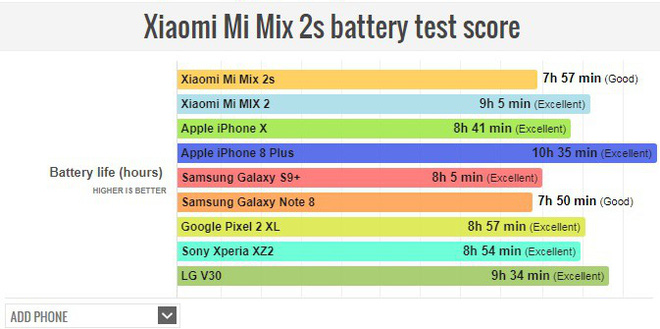 Xiaomi Mi Mix 2s battery test score
Battery life (hours)
HIGHER IS BETTER
Xiaomi Mi Mix 2s 7h 57 min (Good)
Xiaomi Mi MIX 2 9h 5 min (Excellent)
Apple iPhone X 8h 41 min (Excellent)
Apple iPhone 8 Plus 10h 35 min (Excellent)
Samsung Galaxy S9+ 8h 5 min (Excellent)
Samsung Galaxy Note 8 7h 50 min (Good)
Google Pixel 2 XL 8h 57 min (Excellent)
Sony Xperia XZ2 8h 54 min (Excellent)
LG V30 9h 34 min (Excellent)
ADD PHONE